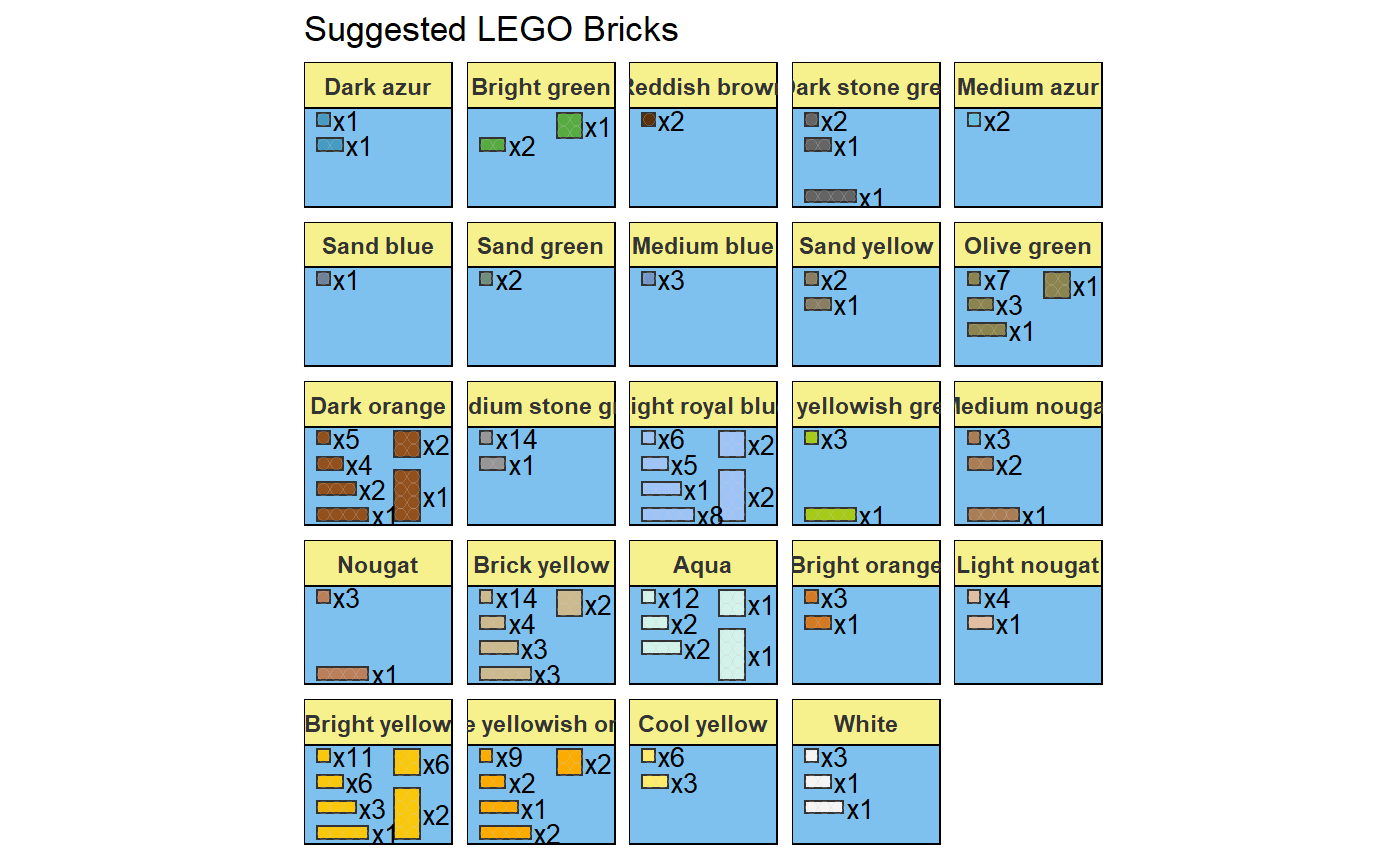 Suggested LEGO Bricks
Dark azur
x1
x1
Bright green
x1
x2
Reddish brown
x2
Dark stone gre
x2
x1
x1
Medium azur
x2
Sand blue
x1
Sand green
x2
Medium blue
x3
Sand yellow
x2
x1
Olive green
x7
x1
x3
x1
Dark orange
x5
x2
x4
x2
x1
x1
dium stone g
x14
x1
ight royal blu
x6
x2
x5
x1
x2
x8
yellowish gre
x3
x1
Medium nouga
x3
x2
x1
Nougat
x3
x1
Brick yellow
x14
x2
x4
x3
x3
Aqua
x12
x1
x2
x2
x1
Bright orange
x3
x1
Light nougat
x4
x1
Bright yellow
x11
x6
x6
x3
x2
x1
e yellowish or
x9
x2
x2
x1
x2
Cool yellow
x6
x3
White
x3
x1
x1